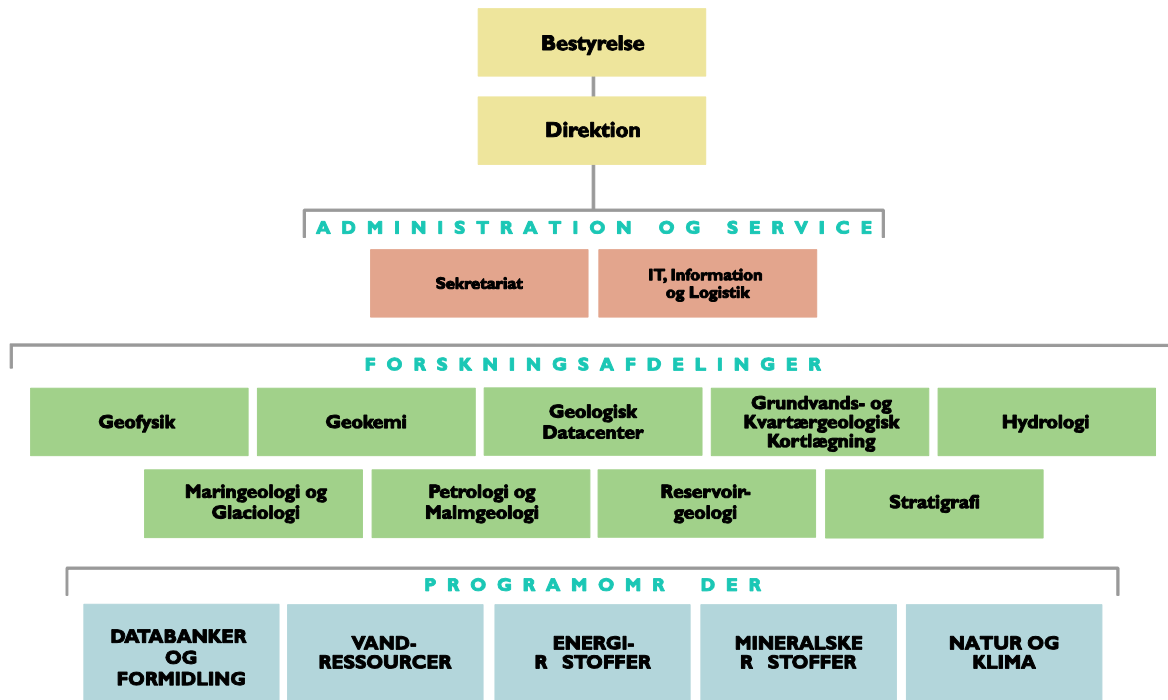 Bestyrelse
Direktion
ADMINISTRATION OG SERVICE
Sekretariat
IT, Information
og Logistik
FORSKNINGSAFDELINGER
Geofysik
Geokemi
Geologisk
Datacenter
Grundvands- og
Kvartærgeologisk
Kortlægning
Hydrologi
Maringeologi og
Glaciologi
Petrologi og
Malmgeologi
Reservoir-
geologi
Stratigrafi
PROGRAMOMR DER
DATABANKER
OG
FORMIDLING
VAND-
RESSOURCER
ENERGI-
R STOFFER
MINERALSKE
R STOFFER
NATUR OG
KLIMA